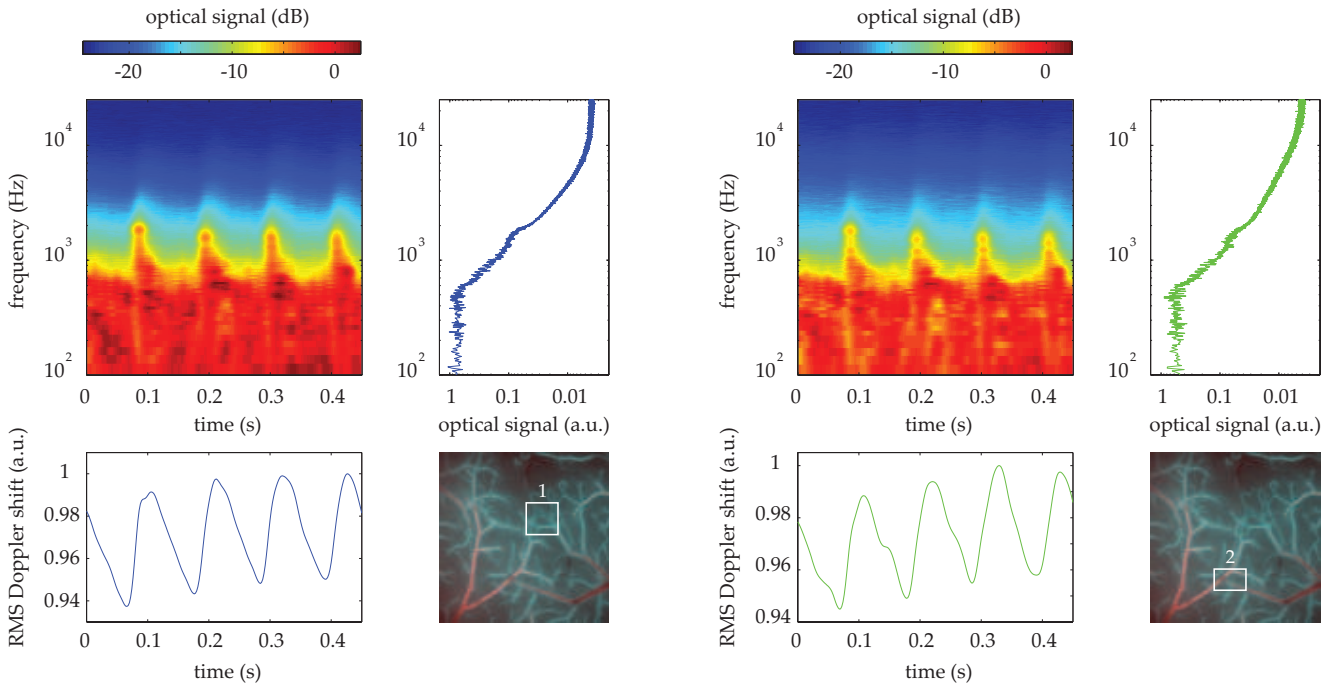 optical signal (dB)
-20 -10 0
10^4
10^3
10^2
frequency (Hz)
0 0.1 0.2 0.3 0.4
time (s)
10^4
10^3
10^2
1 0.1 0.01
optical signal (a.u.)
1
0.98
0.96
0.94
RMS Doppler shift (a.u.)
0 0.1 0.2 0.3 0.4
time (s)
1
optical signal (dB)
-20 -10 0
10^4
10^3
10^2
frequency (Hz)
0 0.1 0.2 0.3 0.4
time (s)
10^4
10^3
10^2
1 0.1 0.01
optical signal (a.u.)
1
0.98
0.96
0.94
RMS Doppler shift (a.u.)
0 0.1 0.2 0.3 0.4
time (s)
2